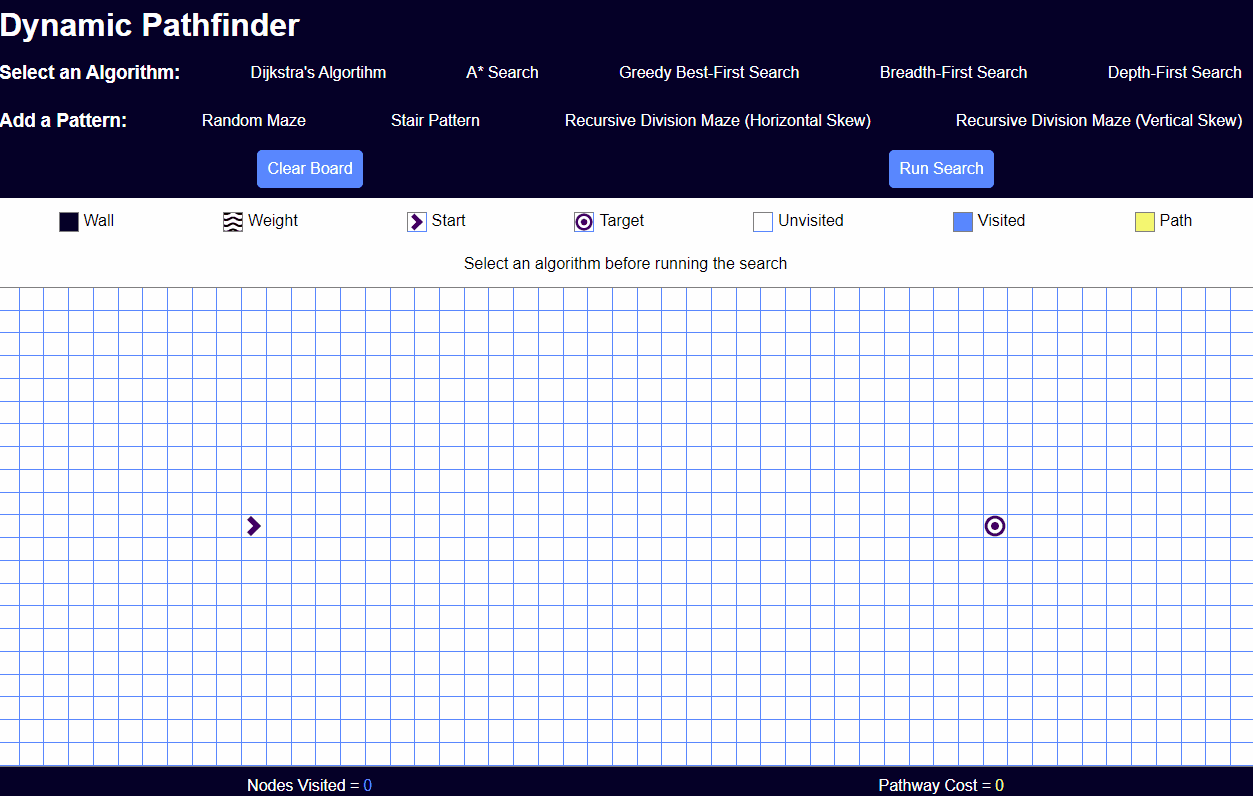 Dynamic Pathfinder
Select an Algorithm: Dijkstra's Algortihm A* Search Greedy Best-First Search Breadth-First Search Depth-First Search
Add a Pattern: Random Maze Stair Pattern Recursive Division Maze (Horizontal Skew) Recursive Division Maze (Vertical Skew)
Clear Board Run Search
Wall Weight Start Target Unvisited Visited Path
Select an algorithm before running the search
Nodes Visited = 0 Pathway Cost = 0